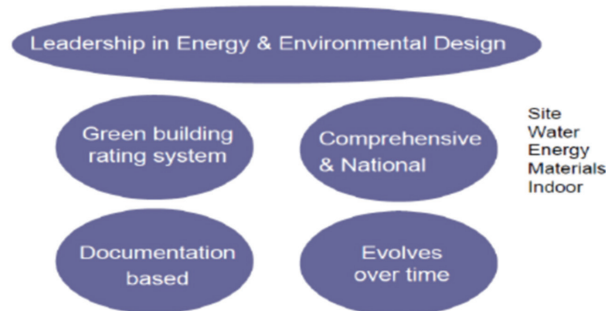 Leadership in Energy & Environmental Design
Green building
rating system
Comprehensive
& National
Site
Water
Energy
Materials
Indoor
Documentation
based
Evolves
over time